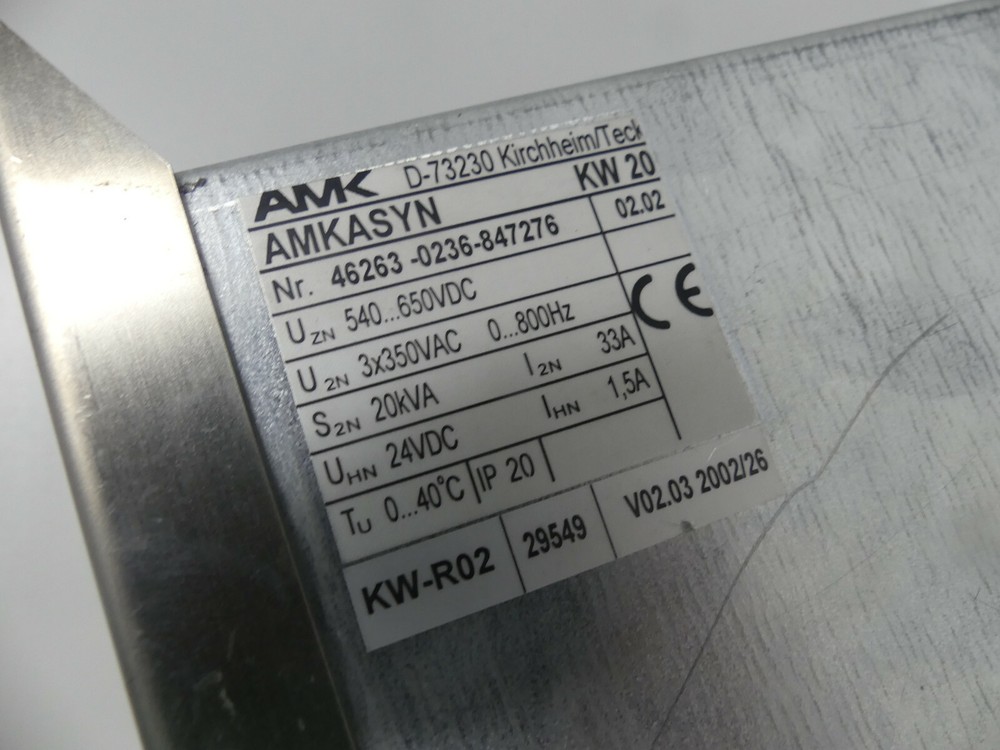 AMK D-73230 Kirchheim/Teck
AMKASYN KW 20
Nr. 46263 -0236-847276 02.02
UZN 540...650VDC
U2N 3x350VAC 0...800Hz
S2N 20kVA I2N 33A
UHN 24VDC IHN 1,5A
TU 0...40°C IP 20
CE
KW-R02 29549 V02.03 2002/26